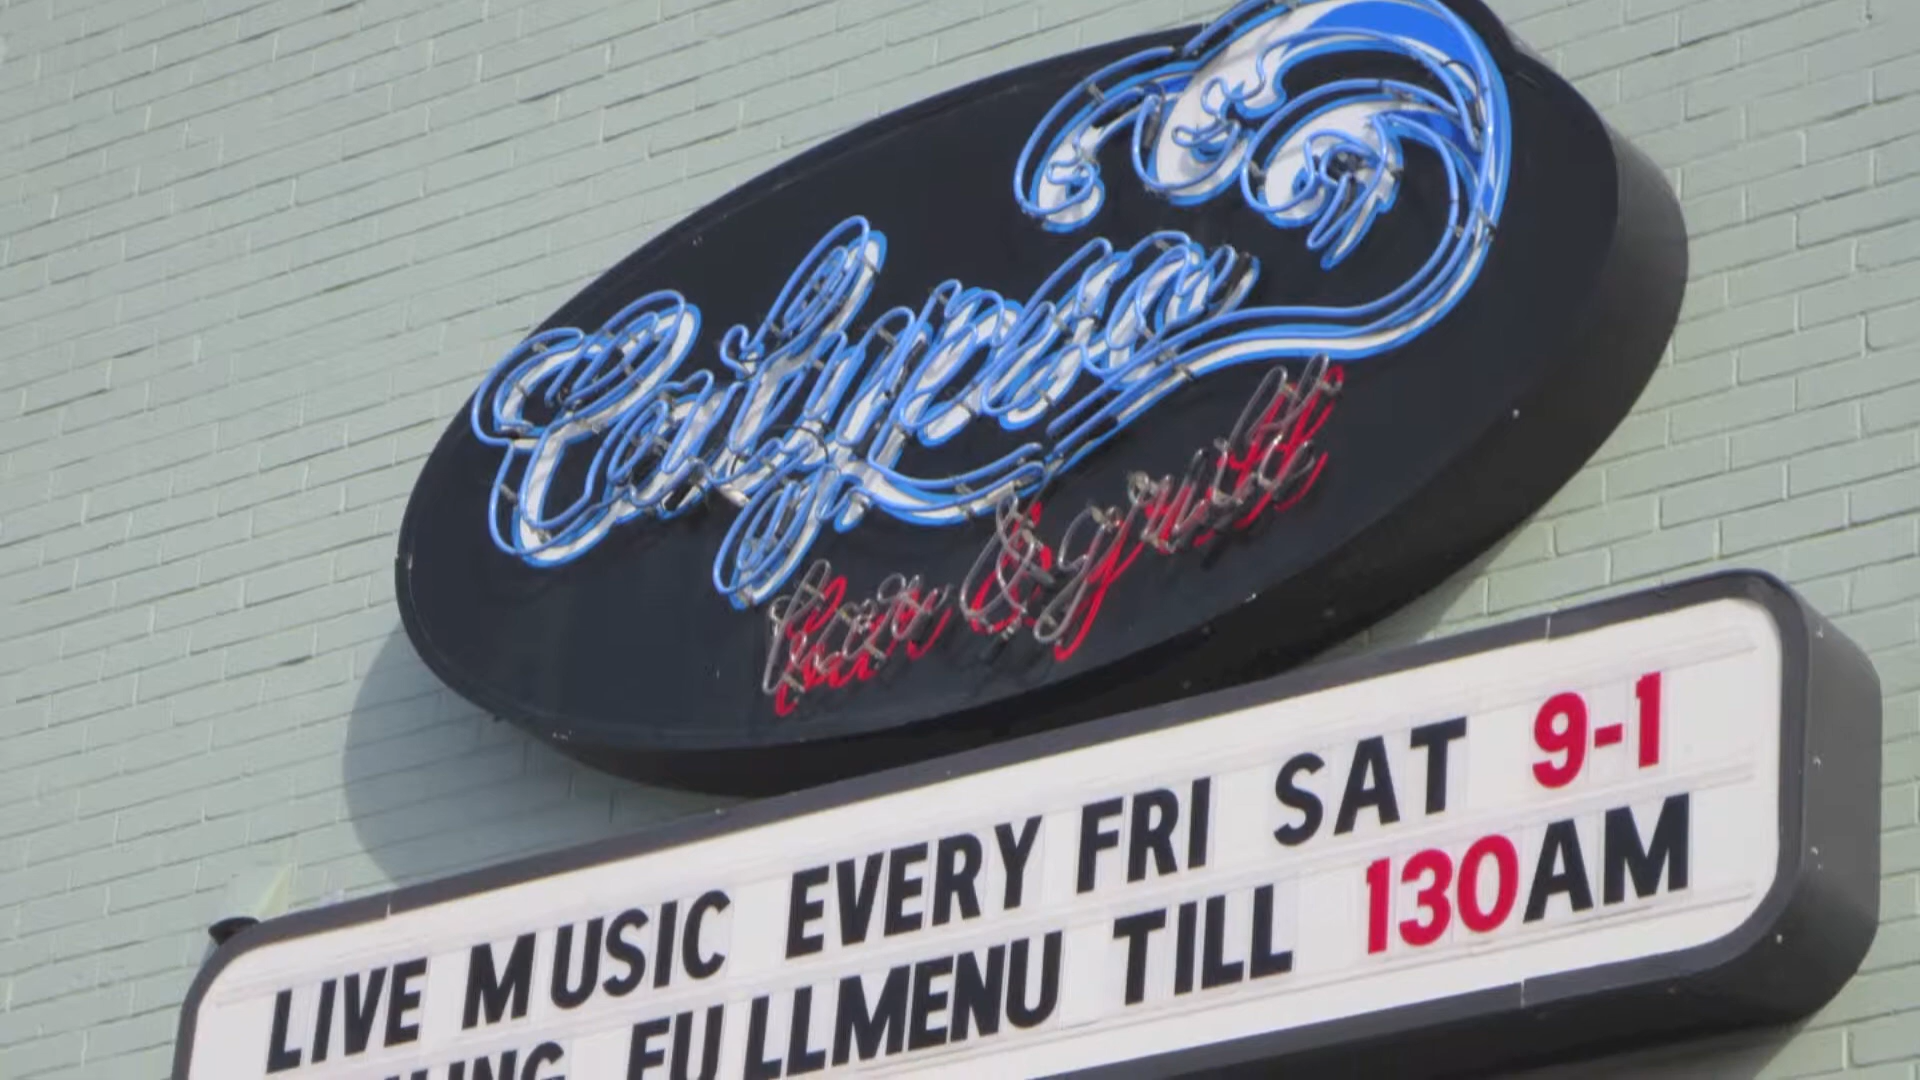 Calypso
bar & grill
LIVE MUSIC EVERY FRI SAT 9-1
FULLMENU TILL 130AM